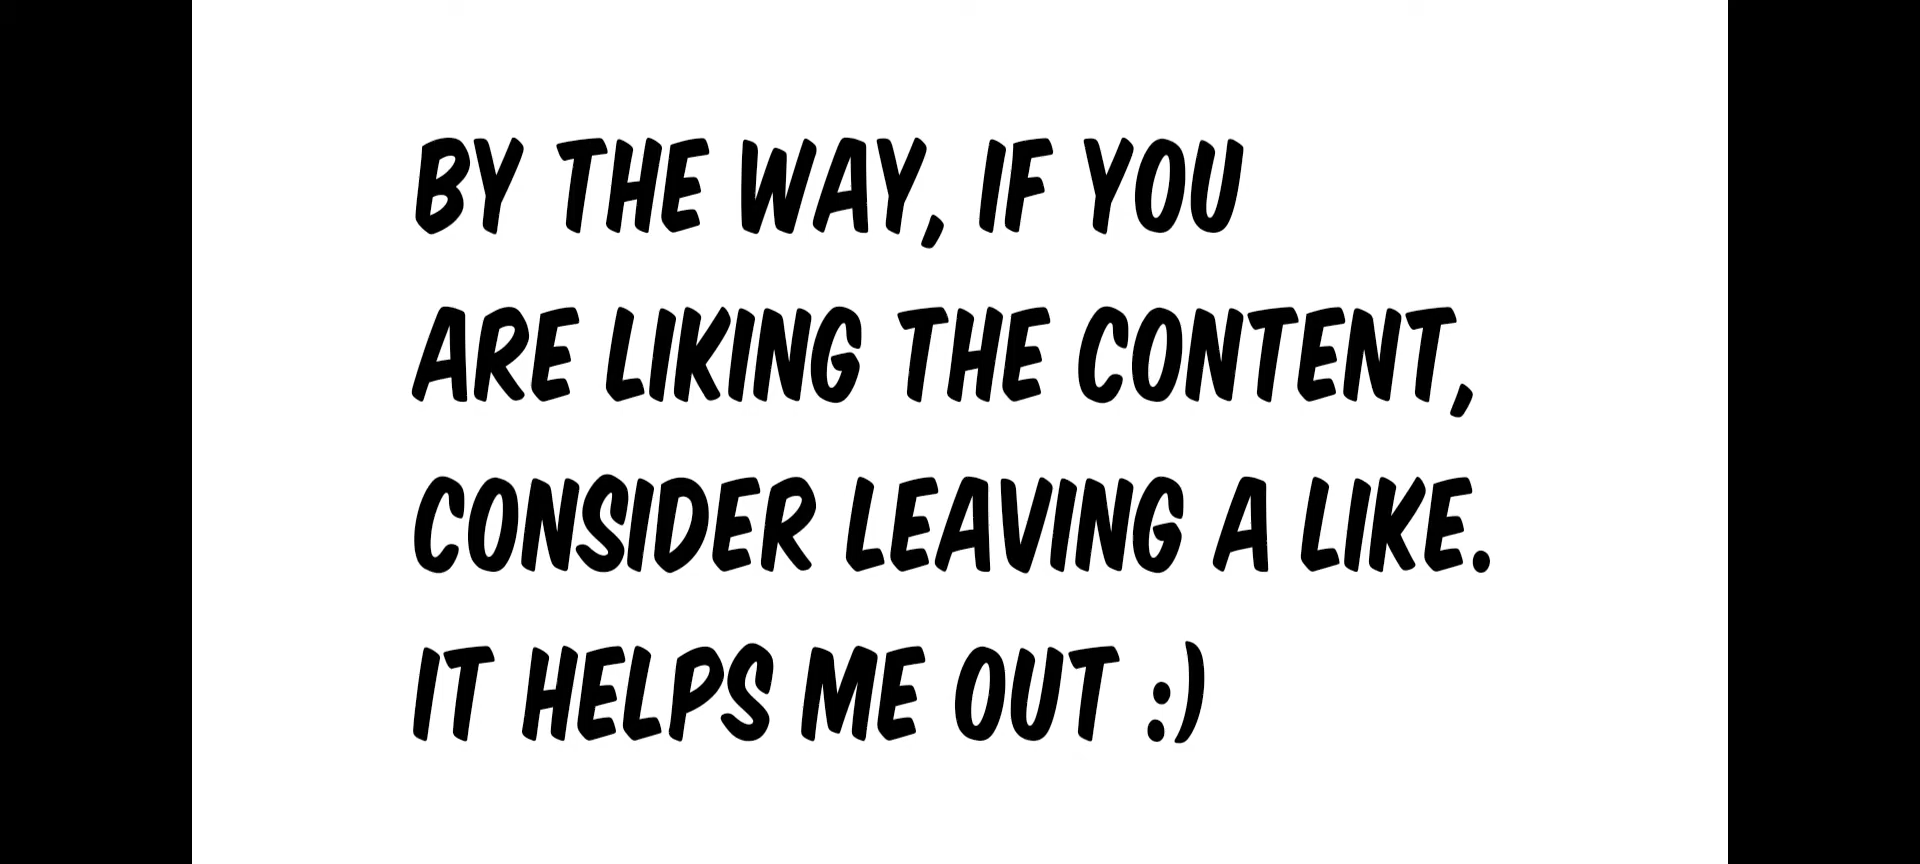 BY THE WAY, IF YOU
ARE LIKING THE CONTENT,
CONSIDER LEAVING A LIKE.
IT HELPS ME OUT :)